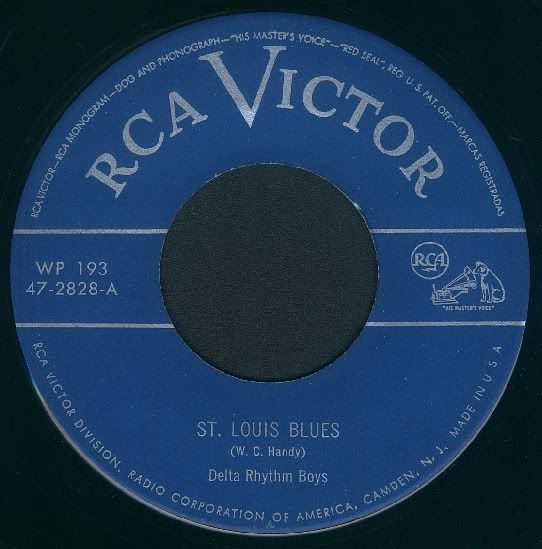 RCA VICTOR—RCA MONOGRAM—DOG AND PHONOGRAPH—"HIS MASTER'S VOICE"—"RED SEAL", REG. U. S. PAT. OFF.—MARCAS REGISTRADAS
RCA VICTOR
WP 193
47-2828-A
RCA
"HIS MASTER'S VOICE"
ST. LOUIS BLUES
(W. C. Handy)
Delta Rhythm Boys
RCA VICTOR DIVISION, RADIO CORPORATION OF AMERICA, CAMDEN, N. J. MADE IN U S A